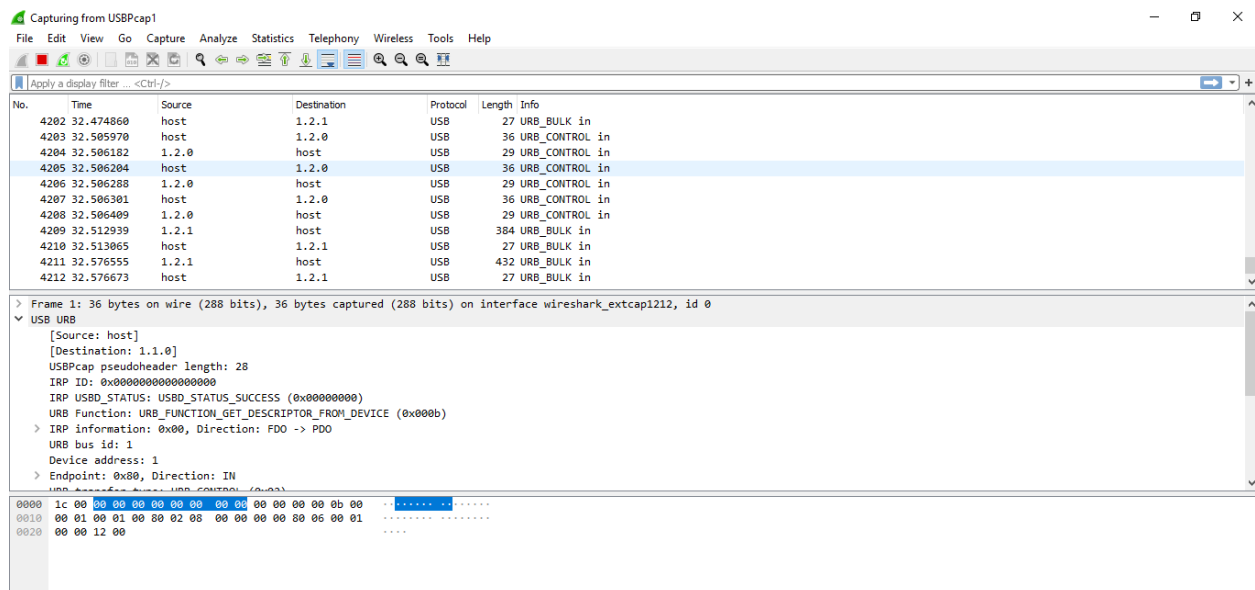 Capturing from USBPcap1
File Edit View Go Capture Analyze Statistics Telephony Wireless Tools Help
Apply a display filter ... <Ctrl-/>
No. Time Source Destination Protocol Length Info
4202 32.474860 host 1.2.1 USB 27 URB_BULK in
4203 32.505970 host 1.2.0 USB 36 URB_CONTROL in
4204 32.506182 1.2.0 host USB 29 URB_CONTROL in
4205 32.506204 host 1.2.0 USB 36 URB_CONTROL in
4206 32.506288 1.2.0 host USB 29 URB_CONTROL in
4207 32.506301 host 1.2.0 USB 36 URB_CONTROL in
4208 32.506409 1.2.0 host USB 29 URB_CONTROL in
4209 32.512939 1.2.1 host USB 384 URB_BULK in
4210 32.513065 host 1.2.1 USB 27 URB_BULK in
4211 32.576555 1.2.1 host USB 432 URB_BULK in
4212 32.576673 host 1.2.1 USB 27 URB_BULK in
Frame 1: 36 bytes on wire (288 bits), 36 bytes captured (288 bits) on interface wireshark_extcap1212, id 0
USB URB
[Source: host]
[Destination: 1.1.0]
USBPcap pseudoheader length: 28
IRP ID: 0x0000000000000000
IRP USBD_STATUS: USBD_STATUS_SUCCESS (0x00000000)
URB Function: URB_FUNCTION_GET_DESCRIPTOR_FROM_DEVICE (0x000b)
IRP information: 0x00, Direction: FDO -> PDO
URB bus id: 1
Device address: 1
Endpoint: 0x80, Direction: IN
URB transfer type: URB_CONTROL (0x02)
0000 1c 00 00 00 00 00 00 00 00 00 00 00 00 00 0b 00 ········ ········
0010 00 01 00 01 00 80 02 08 00 00 00 00 80 06 00 01 ········ ········
0020 00 00 12 00 ····